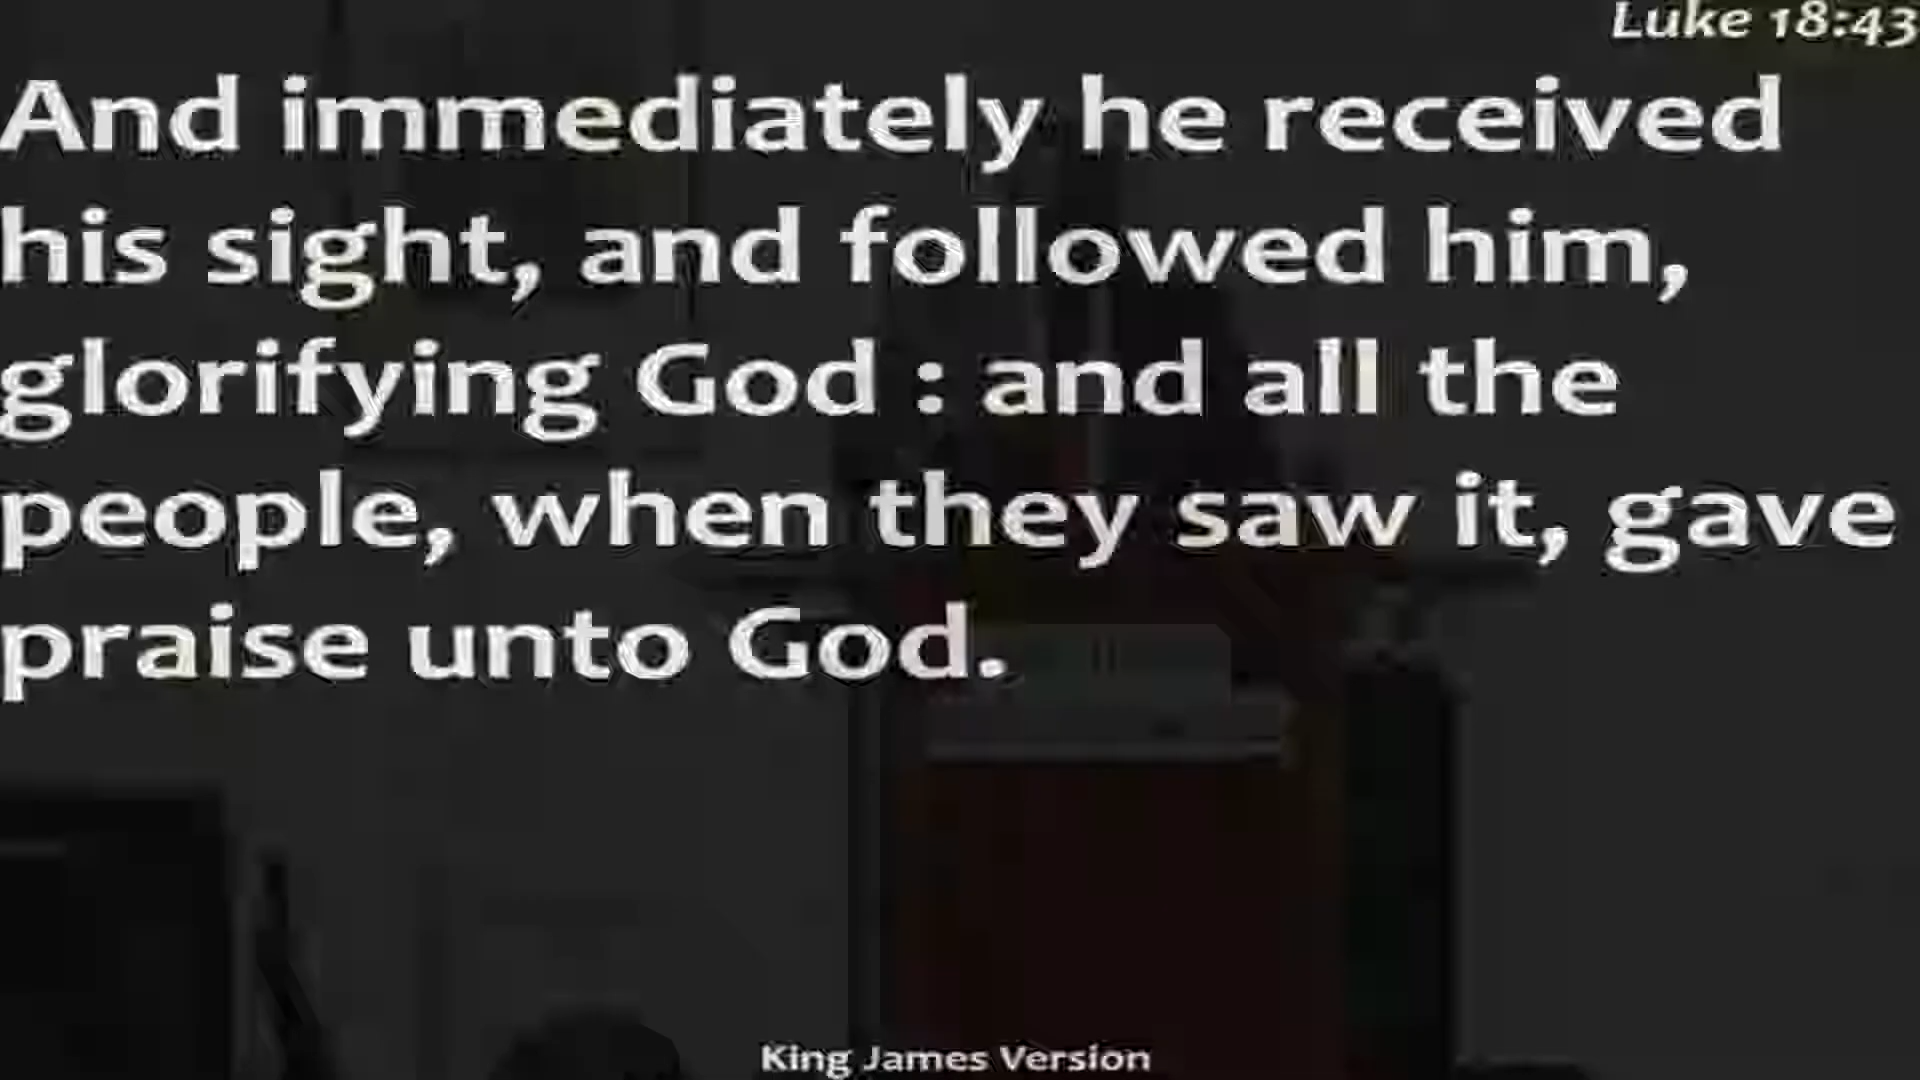 Luke 18:43
And immediately he received
his sight, and followed him,
glorifying God : and all the
people, when they saw it, gave
praise unto God.
King James Version